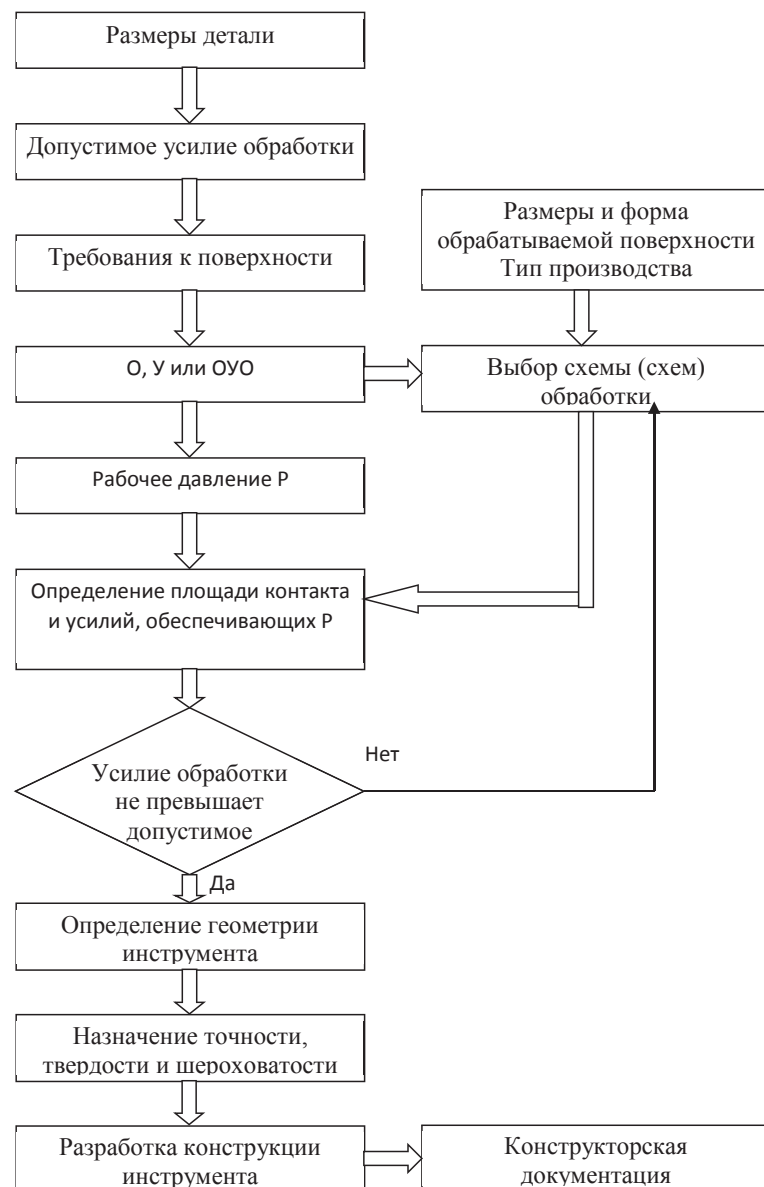 Размеры детали
Допустимое усилие обработки
Требования к поверхности
Размеры и форма
обрабатываемой поверхности
Тип производства
О, У или ОУО
Выбор схемы (схем)
обработки
Рабочее давление Р
Определение площади контакта
и усилий, обеспечивающих Р
Нет
Усилие обработки
не превышает
допустимое
Да
Определение геометрии
инструмента
Назначение точности,
твердости и шероховатости
Разработка конструкции
инструмента
Конструкторская
документация